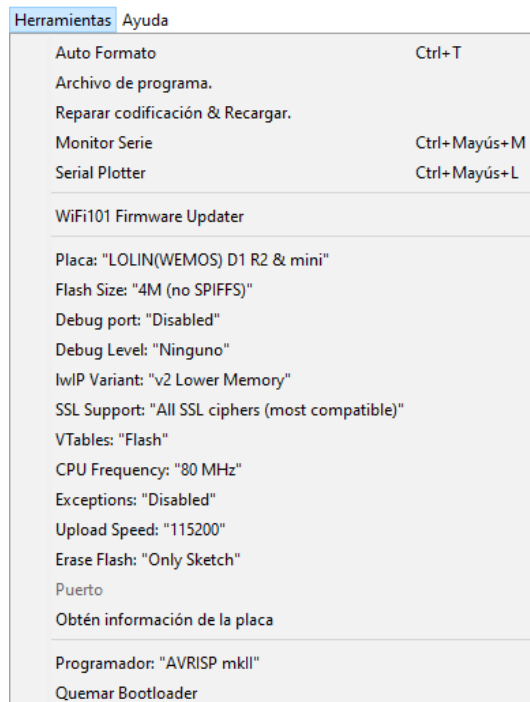 Herramientas Ayuda
Auto Formato Ctrl+T
Archivo de programa.
Reparar codificación & Recargar.
Monitor Serie Ctrl+Mayús+M
Serial Plotter Ctrl+Mayús+L
WiFi101 Firmware Updater
Placa: "LOLIN(WEMOS) D1 R2 & mini"
Flash Size: "4M (no SPIFFS)"
Debug port: "Disabled"
Debug Level: "Ninguno"
IwIP Variant: "v2 Lower Memory"
SSL Support: "All SSL ciphers (most compatible)"
VTables: "Flash"
CPU Frequency: "80 MHz"
Exceptions: "Disabled"
Upload Speed: "115200"
Erase Flash: "Only Sketch"
Puerto
Obtén información de la placa
Programador: "AVRISP mkII"
Quemar Bootloader